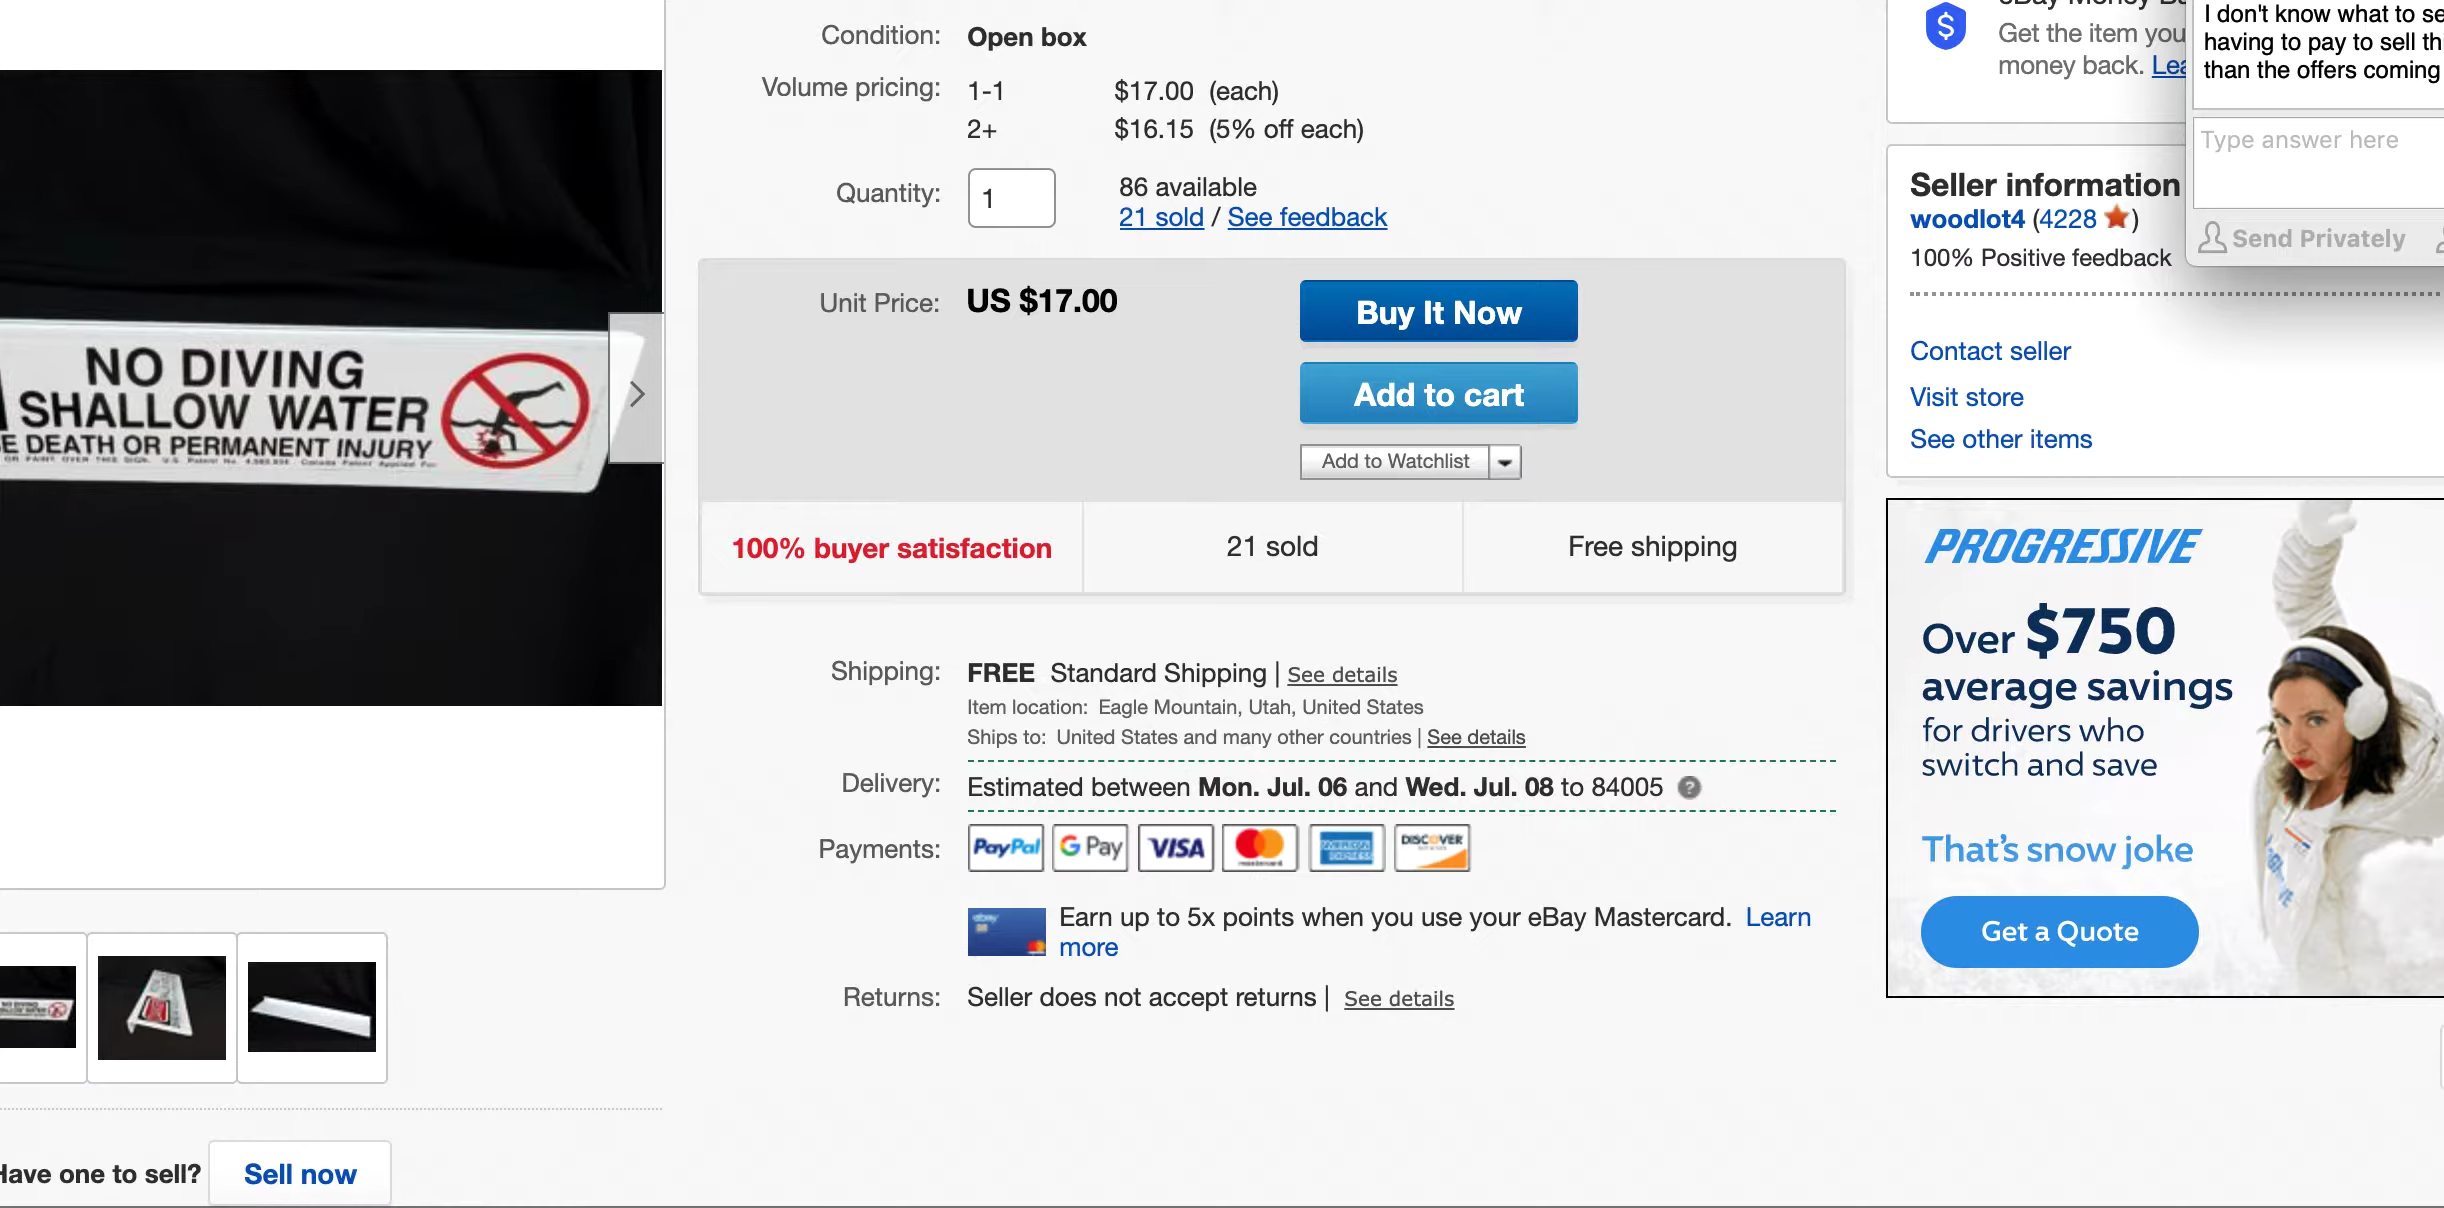 NO DIVING
SHALLOW WATER
E DEATH OR PERMANENT INJURY
Condition: Open box
Volume pricing: 1-1 $17.00 (each)
2+ $16.15 (5% off each)
Quantity: 1 86 available
21 sold / See feedback
Unit Price: US $17.00
Buy It Now
Add to cart
Add to Watchlist
100% buyer satisfaction 21 sold Free shipping
Shipping: FREE Standard Shipping | See details
Item location: Eagle Mountain, Utah, United States
Ships to: United States and many other countries | See details
Delivery: Estimated between Mon. Jul. 06 and Wed. Jul. 08 to 84005 ?
Payments: PayPal G Pay VISA mastercard AMERICAN EXPRESS DISCOVER
ebay Earn up to 5x points when you use your eBay Mastercard. Learn
more
Returns: Seller does not accept returns | See details
Have one to sell? Sell now
$ Get the item you
money back.
I don't know what to se
having to pay to sell thi
than the offers coming
Type answer here
Send Privately
Seller information
woodlot4 (4228)
100% Positive feedback
Contact seller
Visit store
See other items
PROGRESSIVE
Over $750
average savings
for drivers who
switch and save
That's snow joke
Get a Quote